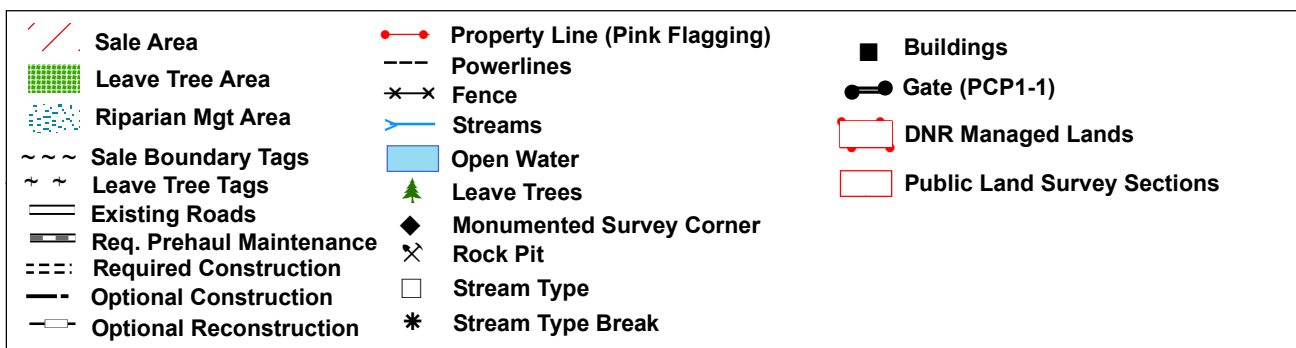 Sale Area
Leave Tree Area
Riparian Mgt Area
Sale Boundary Tags
Leave Tree Tags
Existing Roads
Req. Prehaul Maintenance
Required Construction
Optional Construction
Optional Reconstruction
Property Line (Pink Flagging)
Powerlines
Fence
Streams
Open Water
Leave Trees
Monumented Survey Corner
Rock Pit
Stream Type
Stream Type Break
Buildings
Gate (PCP1-1)
DNR Managed Lands
Public Land Survey Sections